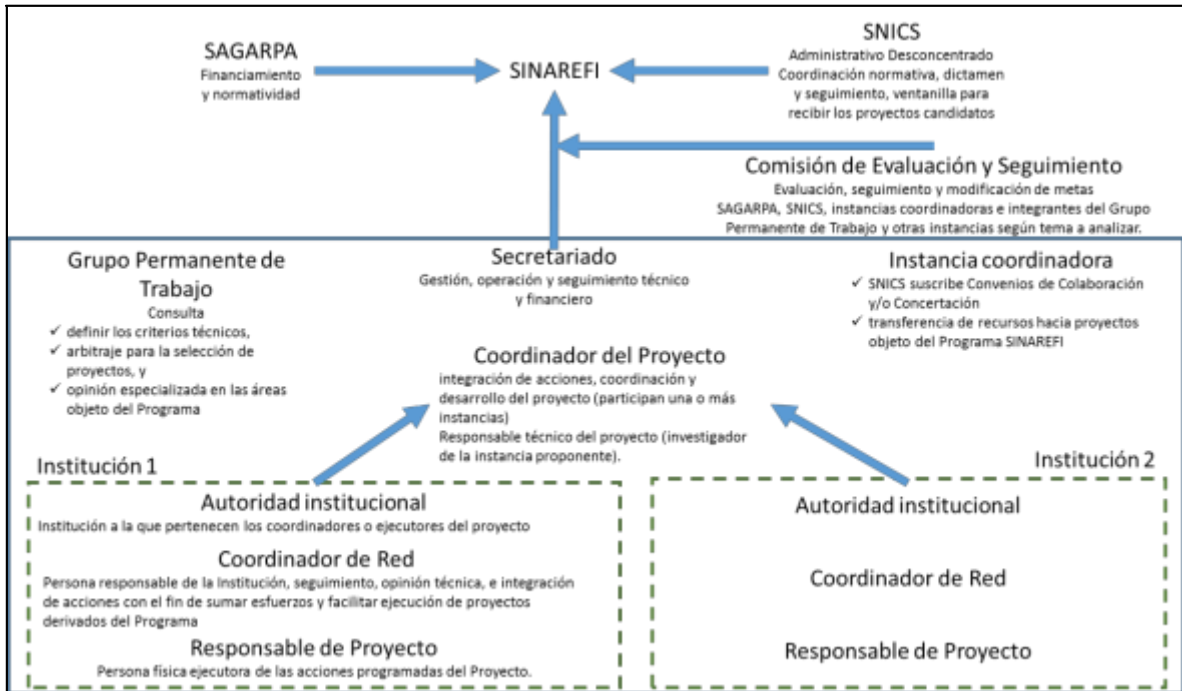 SAGARPA
Financiamiento
y normatividad
SINAREFI
SNICS
Administrativo Desconcentrado
Coordinación normativa, dictamen
y seguimiento, ventanilla para
recibir los proyectos candidatos
Comisión de Evaluación y Seguimiento
Evaluación, seguimiento y modificación de metas
SAGARPA, SNICS, instancias coordinadoras e integrantes del Grupo
Permanente de Trabajo y otras instancias según tema a analizar.
Grupo Permanente de
Trabajo
Consulta
✓ definir los criterios técnicos,
✓ arbitraje para la selección de
proyectos, y
✓ opinión especializada en las áreas
objeto del Programa
Secretariado
Gestión, operación y seguimiento técnico
y financiero
Instancia coordinadora
✓ SNICS suscribe Convenios de Colaboración
y/o Concertación
✓ transferencia de recursos hacia proyectos
objeto del Programa SINAREFI
Coordinador del Proyecto
integración de acciones, coordinación y
desarrollo del proyecto (participan una o más
instancias)
Responsable técnico del proyecto (investigador
de la instancia proponente).
Institución 1
Autoridad institucional
Institución a la que pertenecen los coordinadores o ejecutores del proyecto
Coordinador de Red
Persona responsable de la Institución, seguimiento, opinión técnica, e integración
de acciones con el fin de sumar esfuerzos y facilitar ejecución de proyectos
derivados del Programa
Responsable de Proyecto
Persona física ejecutora de las acciones programadas del Proyecto.
Institución 2
Autoridad institucional
Coordinador de Red
Responsable de Proyecto